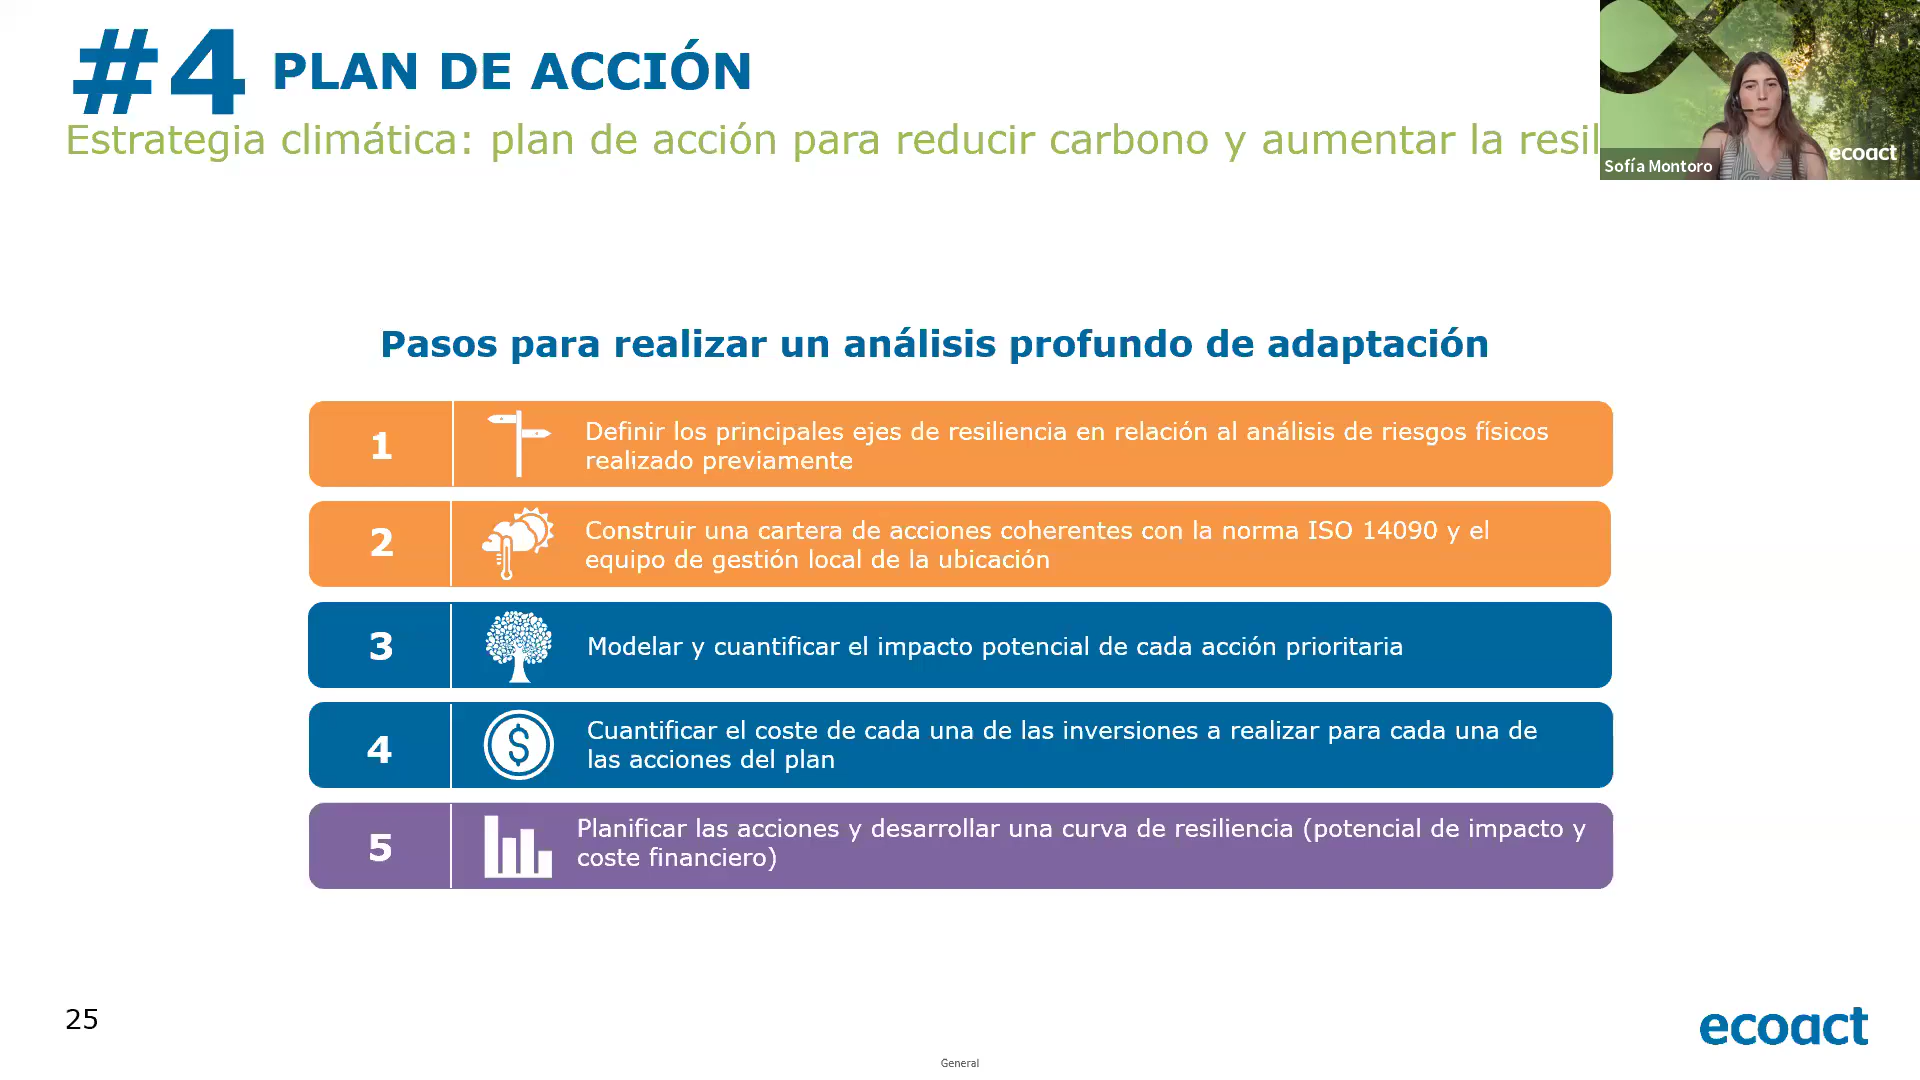 #4 PLAN DE ACCIÓN
Estrategia climática: plan de acción para reducir carbono y aumentar la
ecoact
Sofía Montoro
Pasos para realizar un análisis profundo de adaptación
1
Definir los principales ejes de resiliencia en relación al análisis de riesgos físicos
realizado previamente
2
Construir una cartera de acciones coherentes con la norma ISO 14090 y el
equipo de gestión local de la ubicación
3
Modelar y cuantificar el impacto potencial de cada acción prioritaria
4
Cuantificar el coste de cada una de las inversiones a realizar para cada una de
las acciones del plan
5
Planificar las acciones y desarrollar una curva de resiliencia (potencial de impacto y
coste financiero)
25
ecoact
General